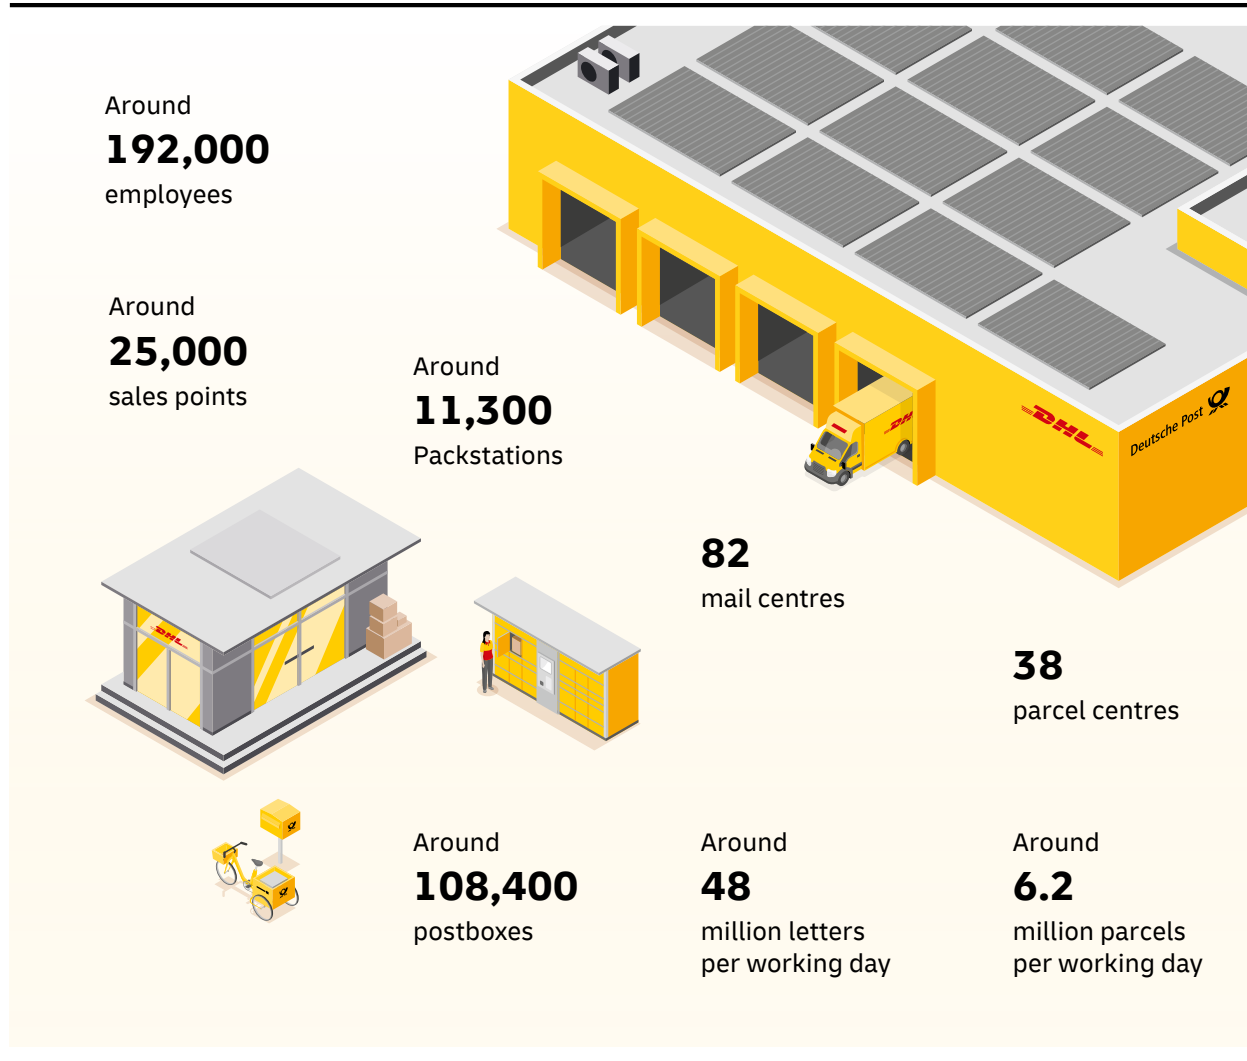 Around
192,000
employees
Around
25,000
sales points
Around
11,300
Packstations
DHL
DHL
Deutsche Post
82
mail centres
DHL
38
parcel centres
Around
108,400
postboxes
Around
48
million letters
per working day
Around
6.2
million parcels
per working day